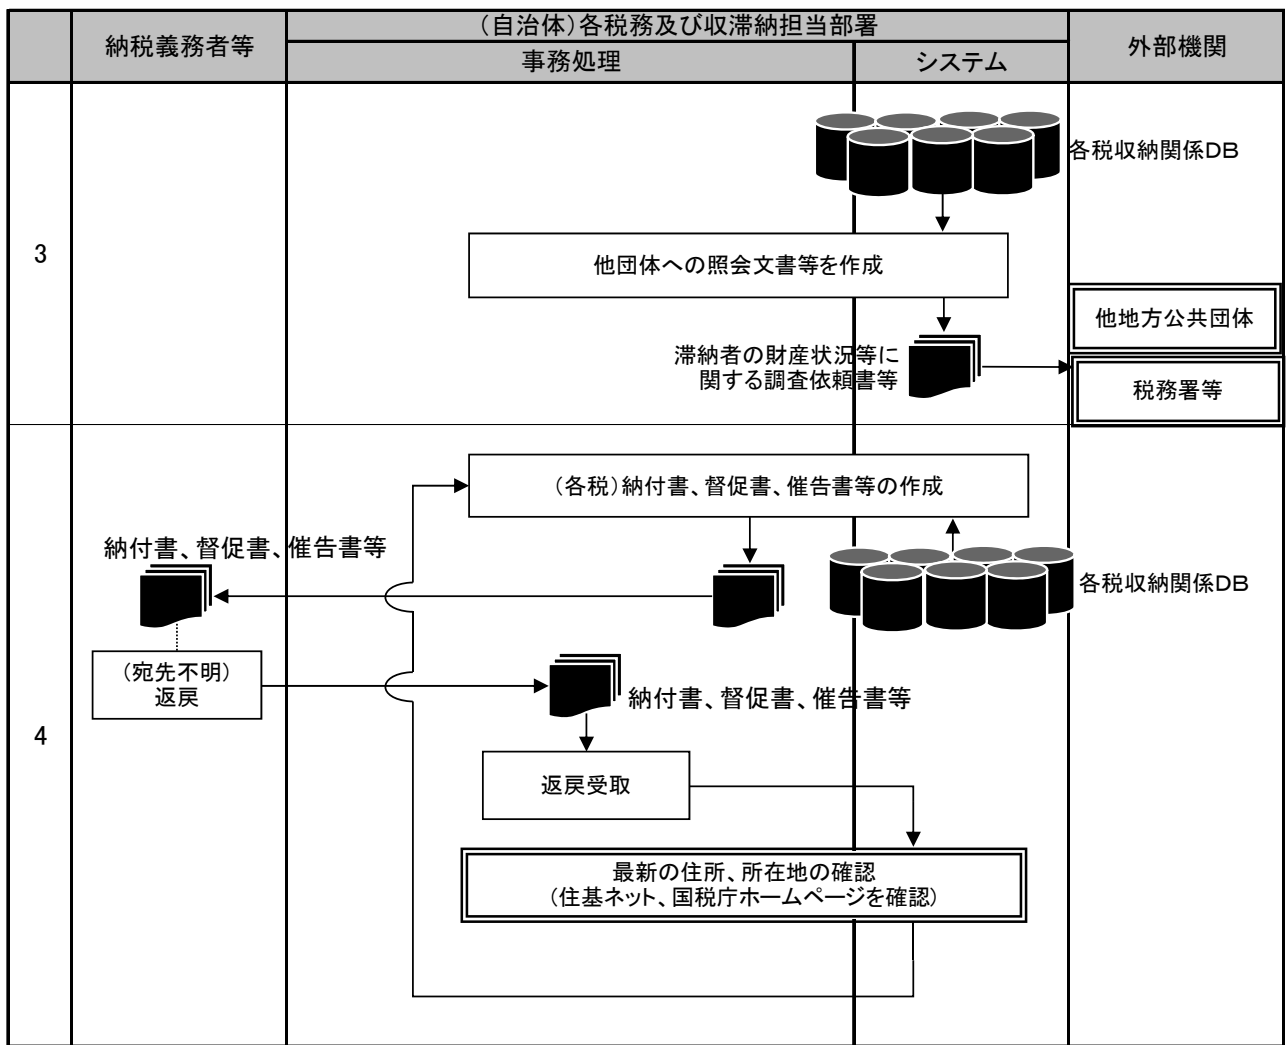 納税義務者等
(自治体)各税務及び収滞納担当部署
事務処理
システム
外部機関
3
各税収納関係DB
他団体への照会文書等を作成
滞納者の財産状況等に
関する調査依頼書等
他地方公共団体
税務署等
4
(各税)納付書、督促書、催告書等の作成
納付書、督促書、催告書等
各税収納関係DB
(宛先不明)
返戻
納付書、督促書、催告書等
返戻受取
最新の住所、所在地の確認
(住基ネット、国税庁ホームページを確認)